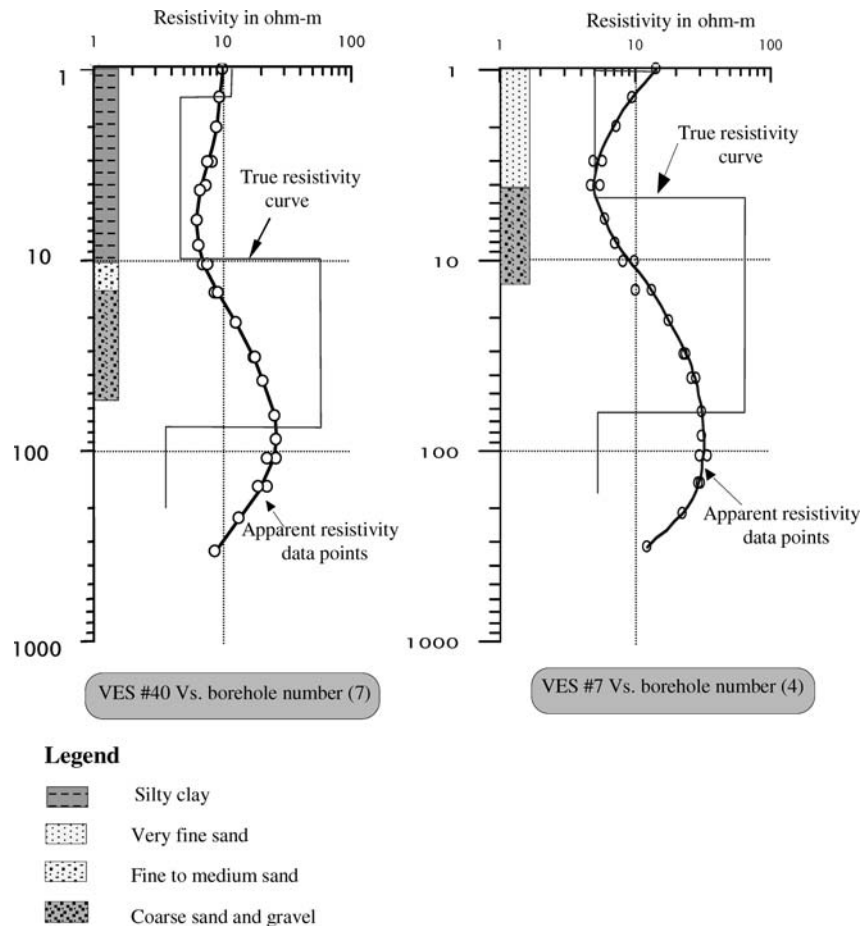 Resistivity in ohm-m
1 10 100
1
10
100
1000
True resistivity
curve
Apparent resistivity
data points
VES #40 Vs. borehole number (7)
Resistivity in ohm-m
1 10 100
1
10
100
1000
True resistivity
curve
Apparent resistivity
data points
VES #7 Vs. borehole number (4)
Legend
Silty clay
Very fine sand
Fine to medium sand
Coarse sand and gravel